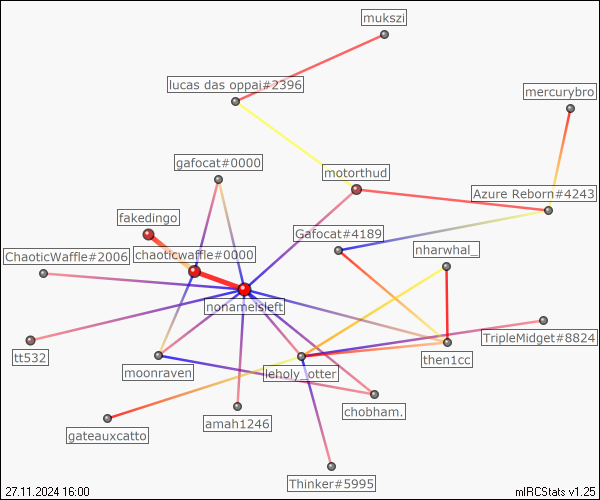 mukszi
lucas das oppai#2396
mercurybro
gafocat#0000
motorthud
Azure Reborn#4243
fakedingo
Gafocat#4189
chaoticwaffle#0000
nharwhal_
ChaoticWaffle#2006
nonameisleft
TripleMidget#8824
tt532
then1cc
moonraven
leholy_otter
chobham.
amah1246
gateauxcatto
Thinker#5995
27.11.2024 16:00
mIRCStats v1.25